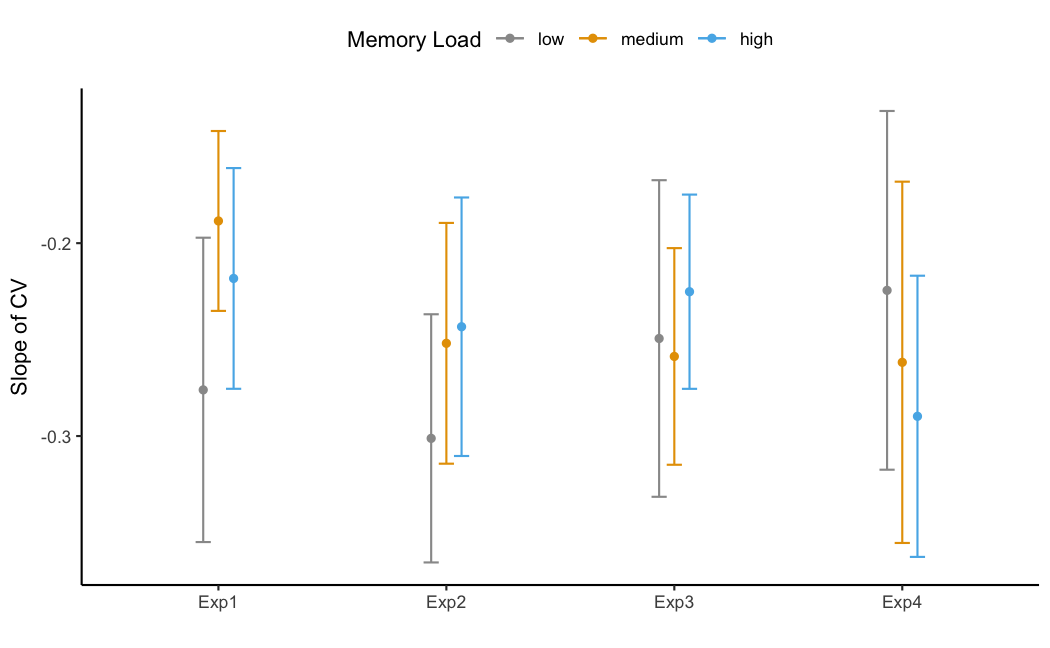 Memory Load low medium high
Slope of CV
-0.2
-0.3
Exp1 Exp2 Exp3 Exp4